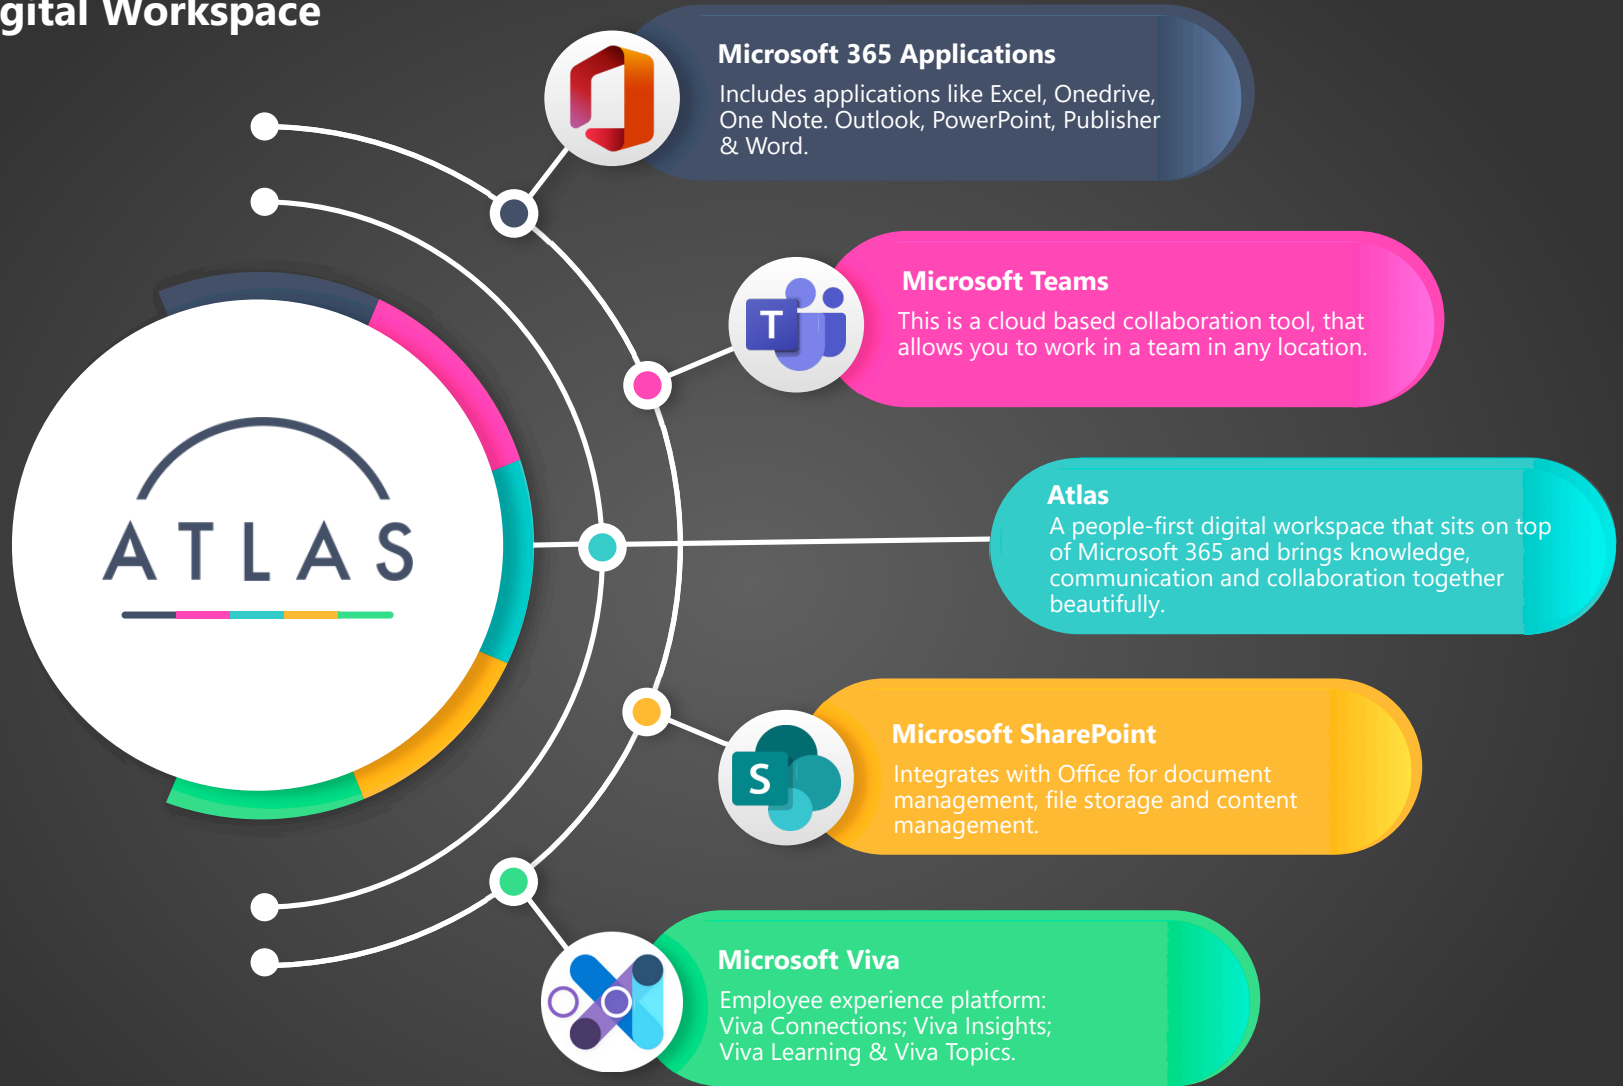 gital Workspace
Microsoft 365 Applications
Includes applications like Excel, Onedrive,
One Note. Outlook, PowerPoint, Publisher
& Word.
Microsoft Teams
This is a cloud based collaboration tool, that
allows you to work in a team in any location.
T
ATLAS
Atlas
A people-first digital workspace that sits on top
of Microsoft 365 and brings knowledge,
communication and collaboration together
beautifully.
Microsoft SharePoint
Integrates with Office for document
management, file storage and content
management.
S
Microsoft Viva
Employee experience platform:
Viva Connections; Viva Insights;
Viva Learning & Viva Topics.